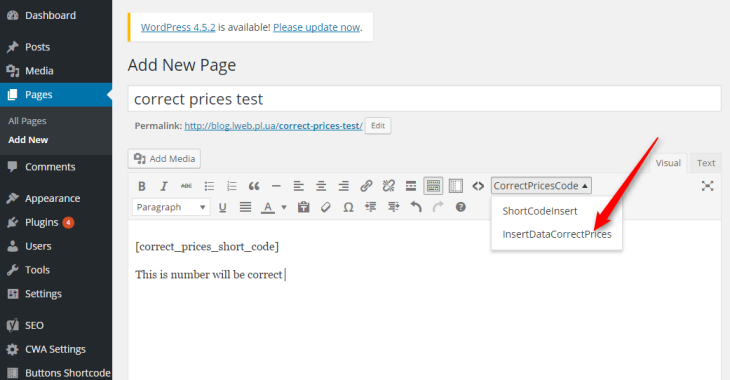 Dashboard
Posts
Media
Pages
All Pages
Add New
Comments
Appearance
Plugins 4
Users
Tools
Settings
SEO
CWA Settings
Buttons Shortcode
WordPress 4.5.2 is available! Please update now.
Add New Page
correct prices test
Permalink: http://blog.lweb.pl.ua/correct-prices-test/ Edit
Add Media
Visual Text
B I ABC CorrectPricesCode
Paragraph U A Ω ?
ShortCodeInsert
InsertDataCorrectPrices
[correct_prices_short_code]
This is number will be correct